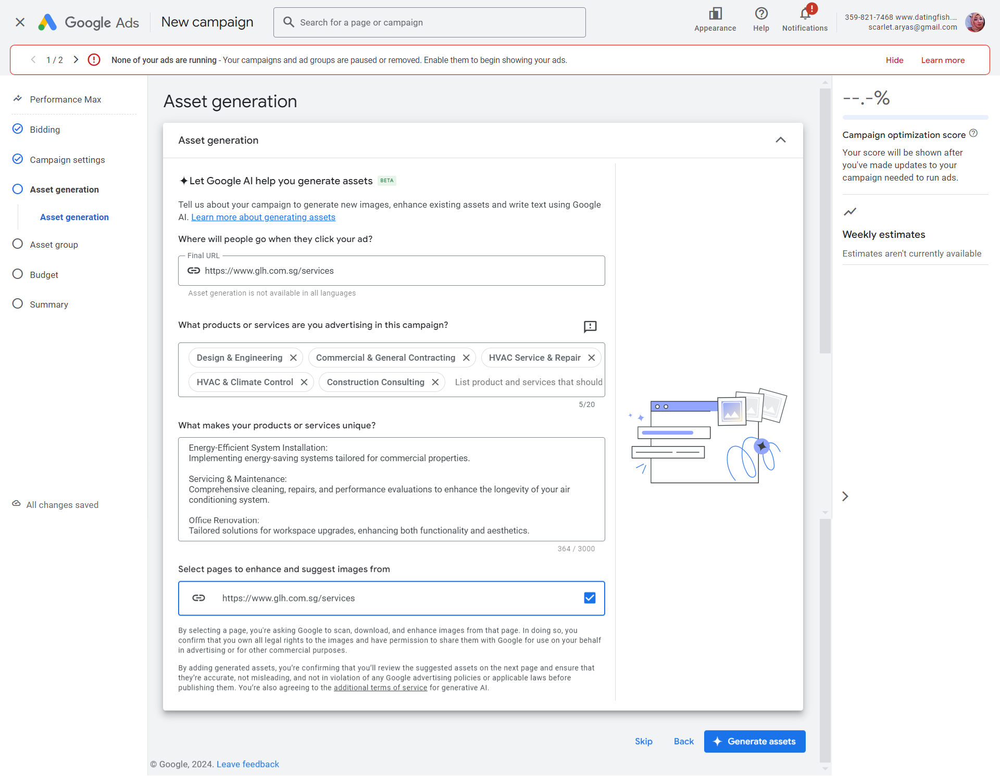 Google Ads
New campaign
Search for a page or campaign
Appearance
Help
Notifications
359-821-7468 www.datingfish....
scarlet.aryas@gmail.com
1 / 2
None of your ads are running - Your campaigns and ad groups are paused or removed. Enable them to begin showing your ads.
Hide
Learn more
Performance Max
Bidding
Campaign settings
Asset generation
Asset generation
Asset group
Budget
Summary
All changes saved
Asset generation
Asset generation
Let Google AI help you generate assets BETA
Tell us about your campaign to generate new images, enhance existing assets and write text using Google
AI. Learn more about generating assets
Where will people go when they click your ad?
Final URL
https://www.glh.com.sg/services
Asset generation is not available in all languages
What products or services are you advertising in this campaign?
Design & Engineering
Commercial & General Contracting
HVAC Service & Repair
HVAC & Climate Control
Construction Consulting
List product and services that should
5/20
What makes your products or services unique?
Energy-Efficient System Installation:
Implementing energy-saving systems tailored for commercial properties.
Servicing & Maintenance:
Comprehensive cleaning, repairs, and performance evaluations to enhance the longevity of your air
conditioning system.
Office Renovation:
Tailored solutions for workspace upgrades, enhancing both functionality and aesthetics.
364 / 3000
Select pages to enhance and suggest images from
https://www.glh.com.sg/services
By selecting a page, you're asking Google to scan, download, and enhance images from that page. In doing so, you
confirm that you own all legal rights to the images and have permission to share them with Google for use on your behalf
in advertising or for other commercial purposes.
By adding generated assets, you're confirming that you'll review the suggested assets on the next page and ensure that
they're accurate, not misleading, and not in violation of any Google advertising policies or applicable laws before
publishing them. You're also agreeing to the additional terms of service for generative AI.
Skip
Back
Generate assets
© Google, 2024. Leave feedback
--.-%
Campaign optimization score
Your score will be shown after
you've made updates to your
campaign needed to run ads.
Weekly estimates
Estimates aren't currently available